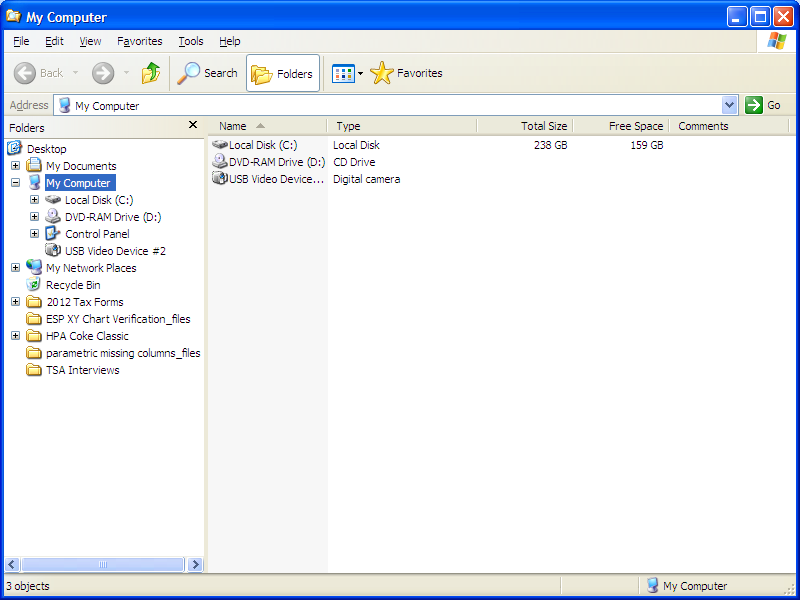 My Computer
File Edit View Favorites Tools Help
Back Search Folders Favorites
Address My Computer Go
Folders
Desktop
My Documents
My Computer
Local Disk (C:)
DVD-RAM Drive (D:)
Control Panel
USB Video Device #2
My Network Places
Recycle Bin
2012 Tax Forms
ESP XY Chart Verification_files
HPA Coke Classic
parametric missing columns_files
TSA Interviews
Name Type Total Size Free Space Comments
Local Disk (C:) Local Disk 238 GB 159 GB
DVD-RAM Drive (D:) CD Drive
USB Video Device... Digital camera
3 objects My Computer